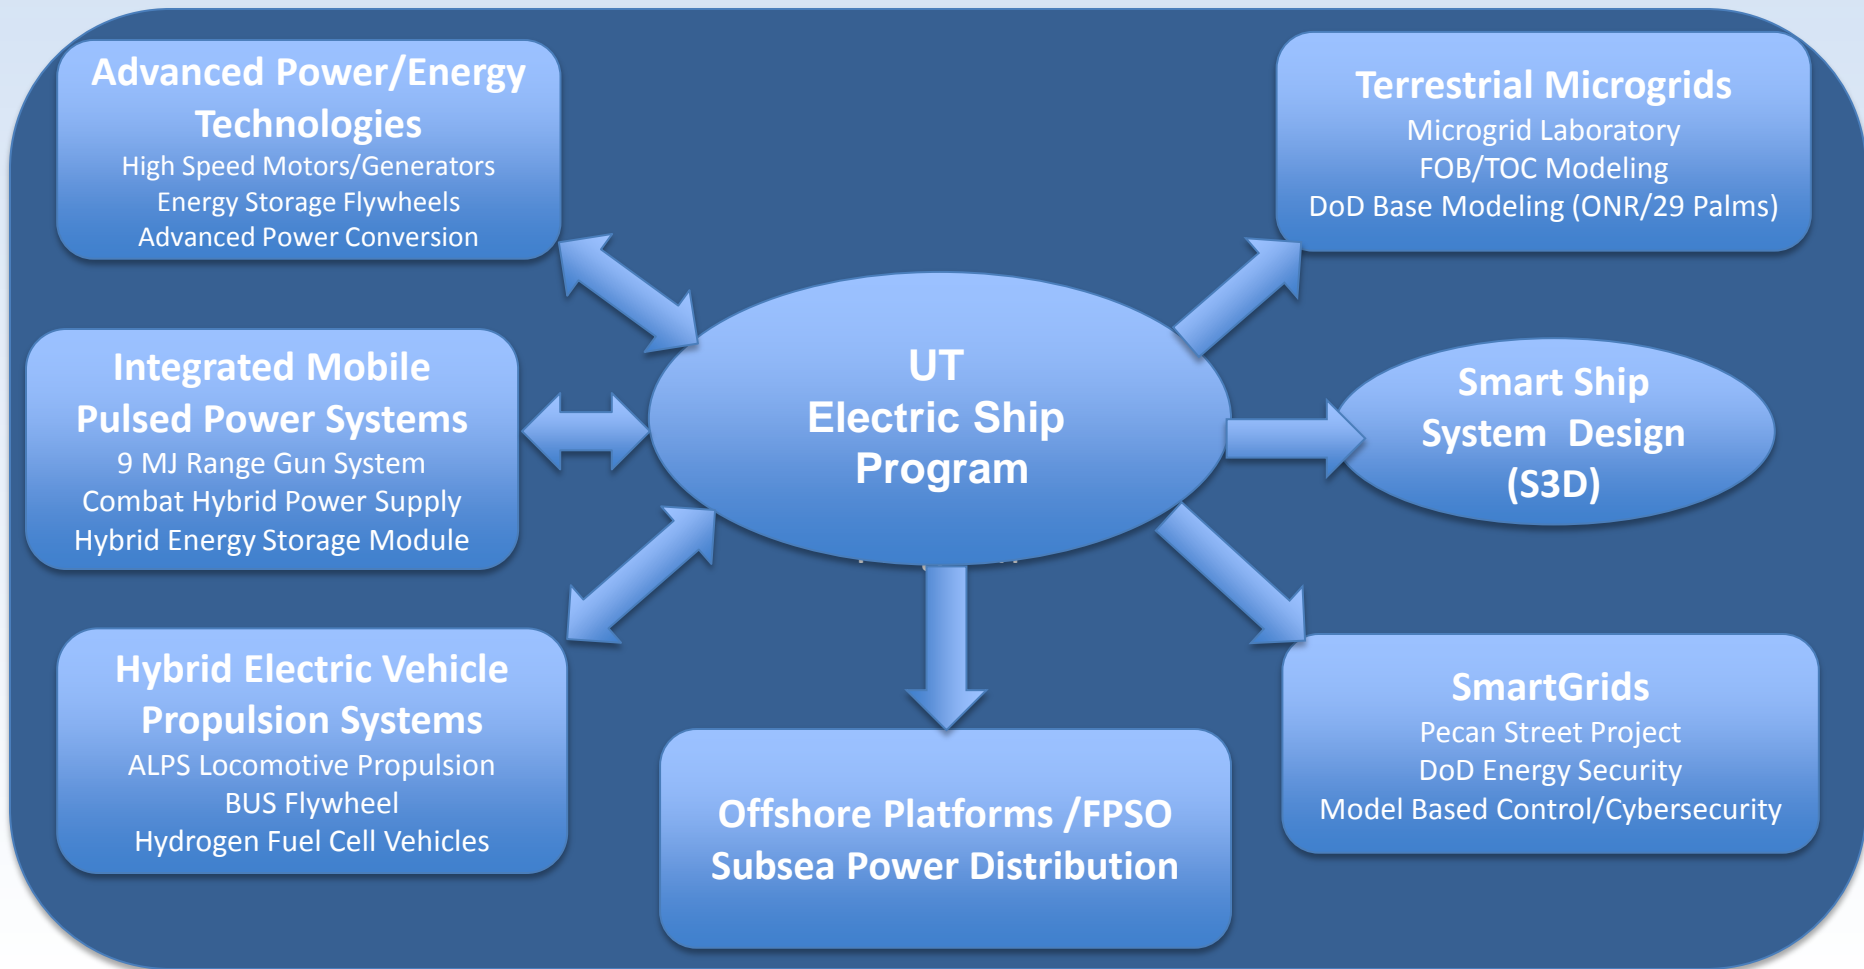 Advanced Power/Energy
Technologies
High Speed Motors/Generators
Energy Storage Flywheels
Advanced Power Conversion
Terrestrial Microgrids
Microgrid Laboratory
FOB/TOC Modeling
DoD Base Modeling (ONR/29 Palms)
Integrated Mobile
Pulsed Power Systems
9 MJ Range Gun System
Combat Hybrid Power Supply
Hybrid Energy Storage Module
UT
Electric Ship
Program
Smart Ship
System Design
(S3D)
Hybrid Electric Vehicle
Propulsion Systems
ALPS Locomotive Propulsion
BUS Flywheel
Hydrogen Fuel Cell Vehicles
Offshore Platforms /FPSO
Subsea Power Distribution
SmartGrids
Pecan Street Project
DoD Energy Security
Model Based Control/Cybersecurity